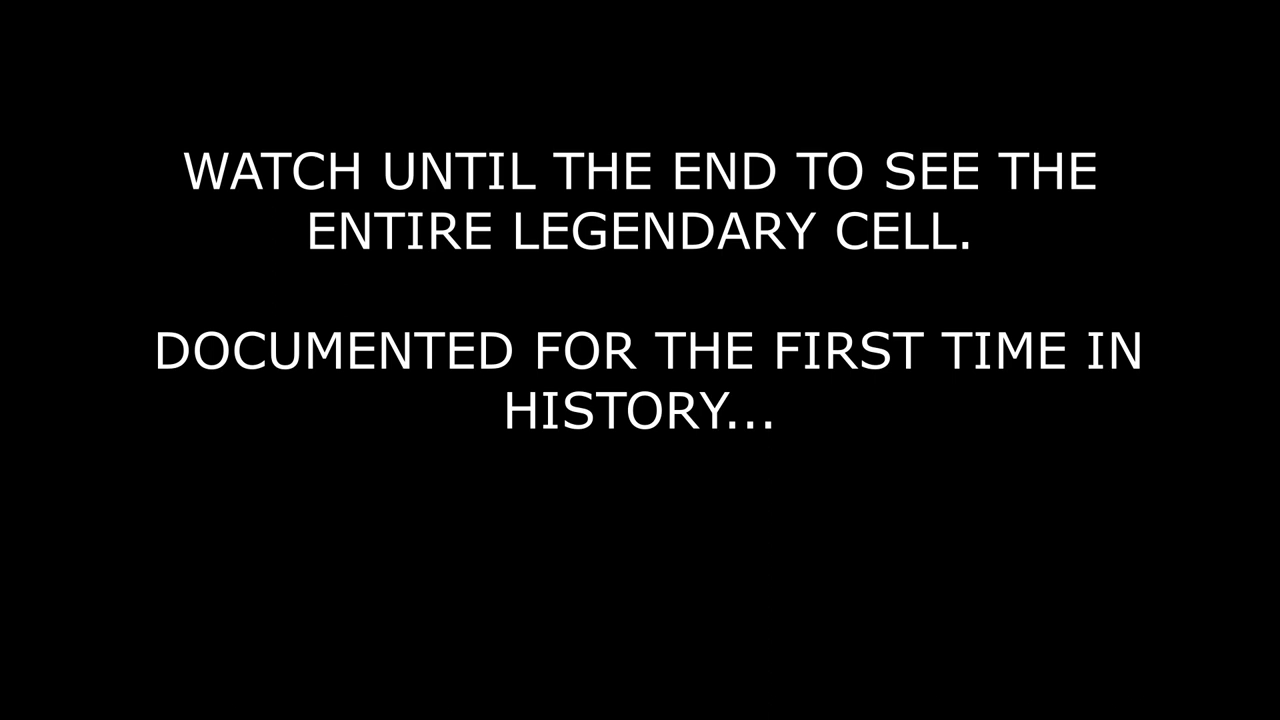 WATCH UNTIL THE END TO SEE THE
ENTIRE LEGENDARY CELL.
DOCUMENTED FOR THE FIRST TIME IN
HISTORY...